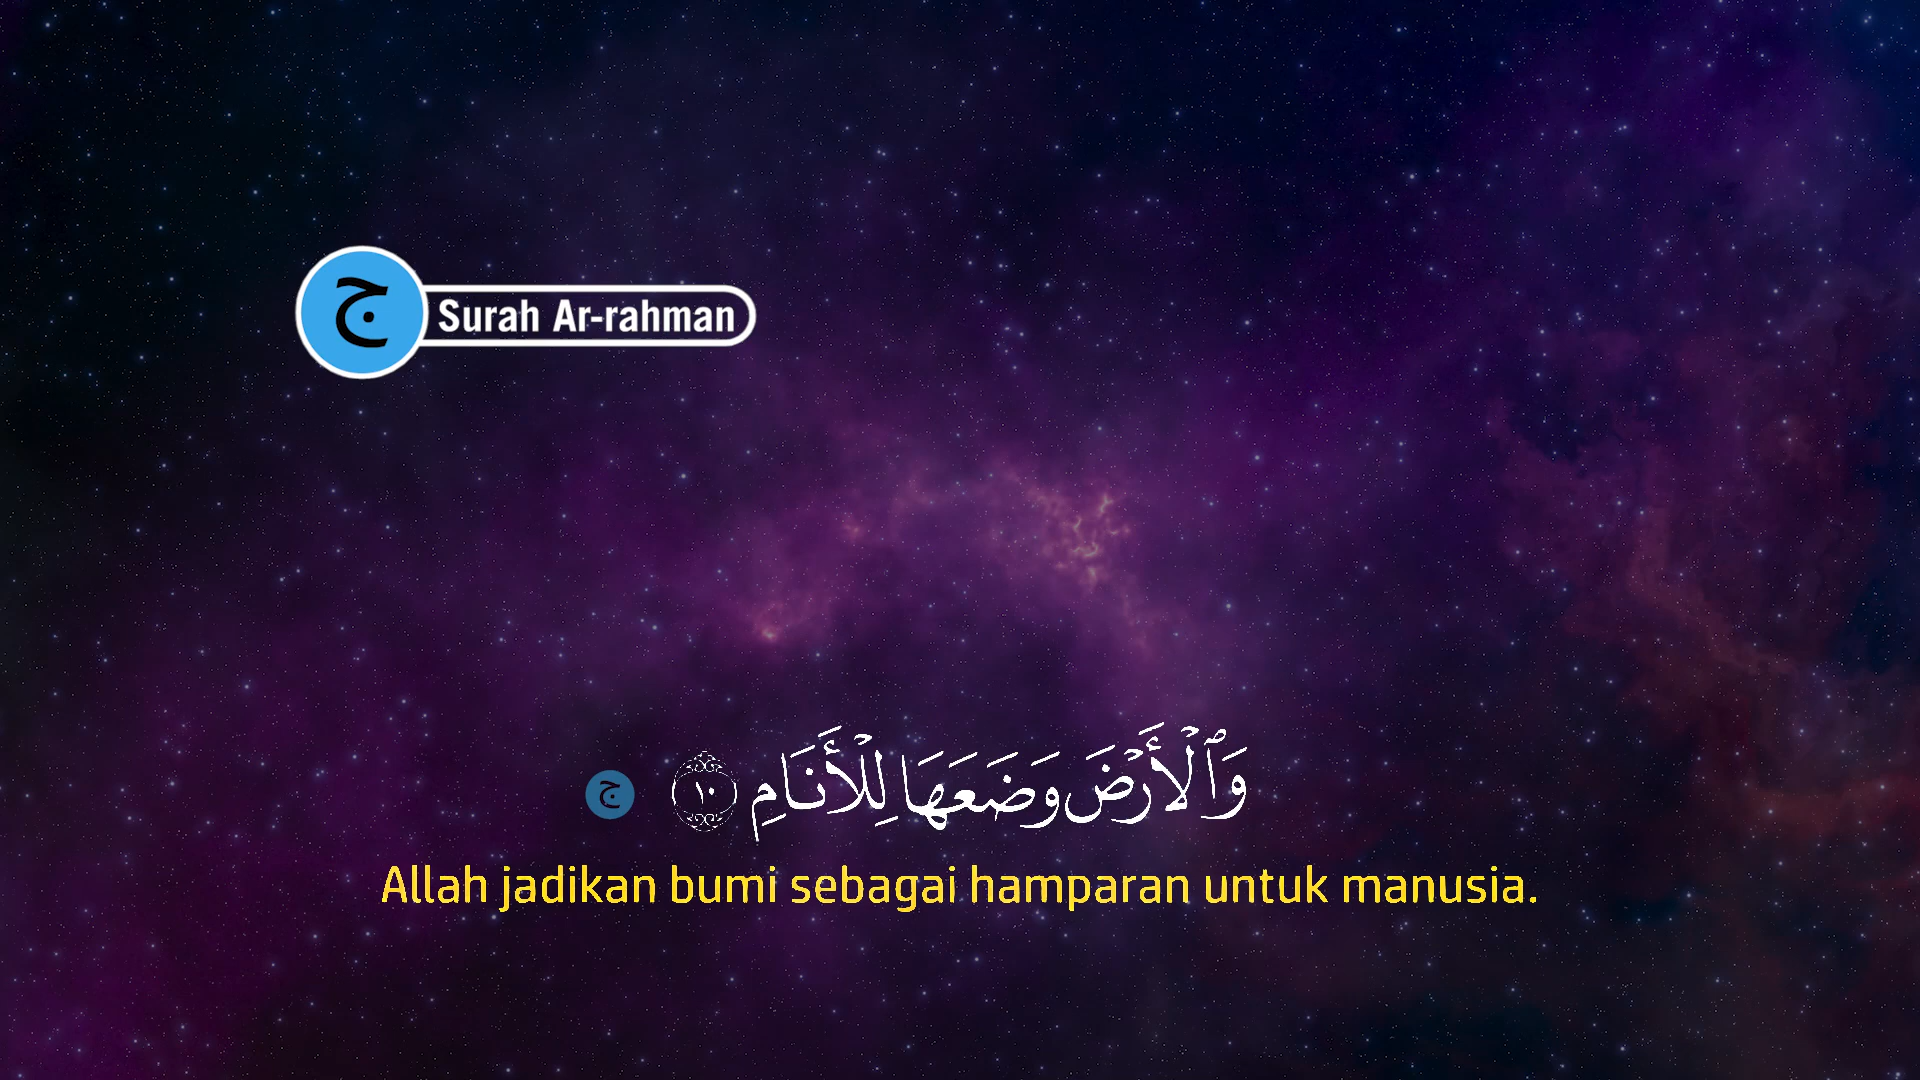 ج
Surah Ar-rahman
وَٱلْأَرْضَ وَضَعَهَا لِلْأَنَامِ ١٠
ج
Allah jadikan bumi sebagai hamparan untuk manusia.